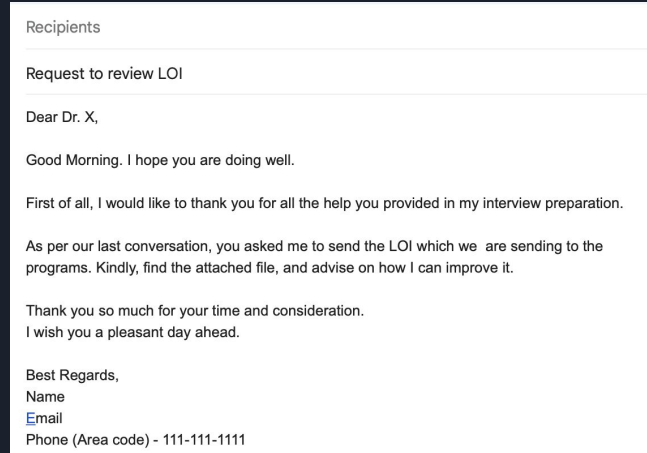 Recipients
Request to review LOI
Dear Dr. X,
Good Morning. I hope you are doing well.
First of all, I would like to thank you for all the help you provided in my interview preparation.
As per our last conversation, you asked me to send the LOI which we  are sending to the
programs. Kindly, find the attached file, and advise on how I can improve it.
Thank you so much for your time and consideration.
I wish you a pleasant day ahead.
Best Regards,
Name
Email
Phone (Area code) - 111-111-1111